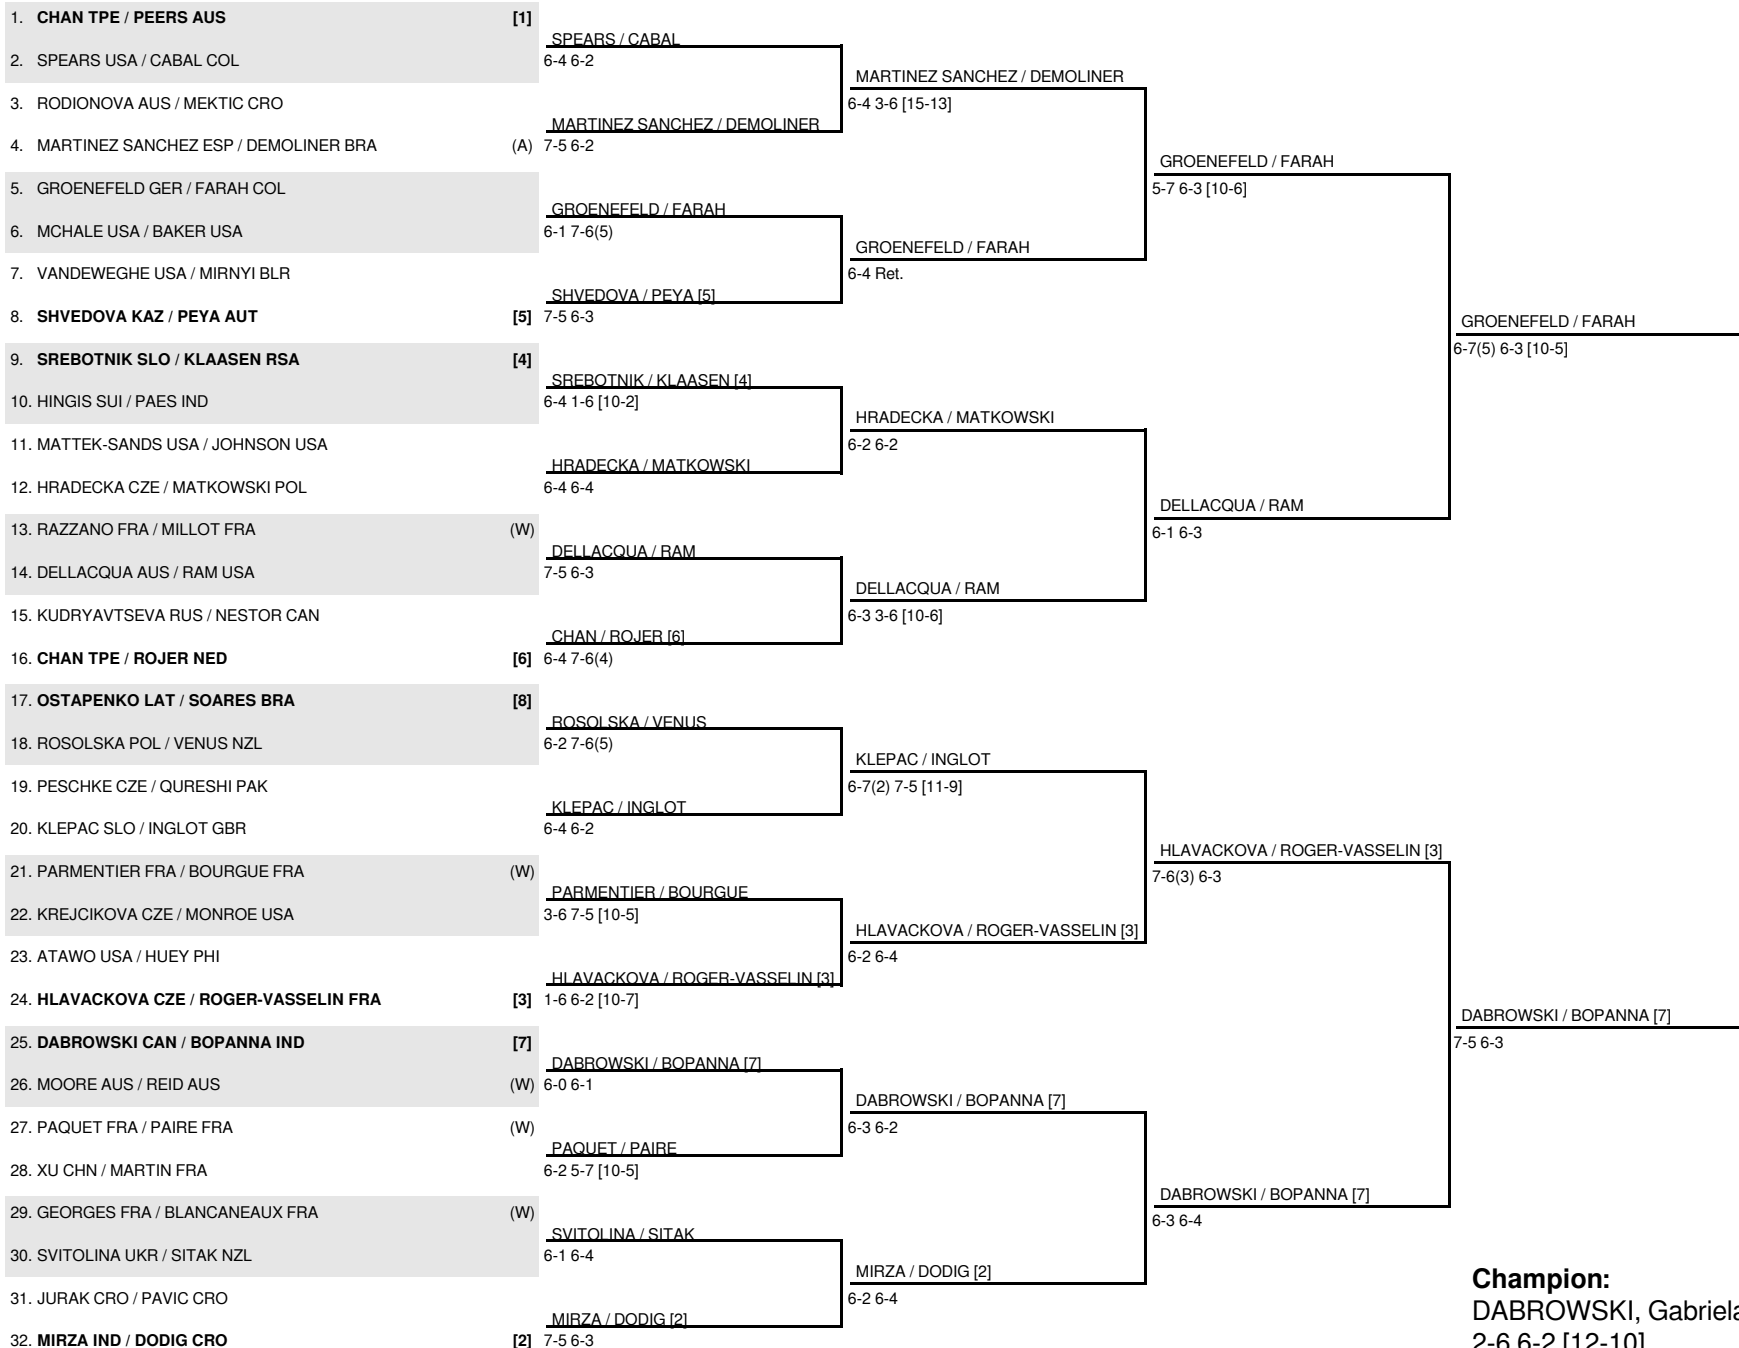 1. CHAN TPE / PEERS AUS [1]
2. SPEARS USA / CABAL COL
3. RODIONOVA AUS / MEKTIC CRO
4. MARTINEZ SANCHEZ ESP / DEMOLINER BRA (A)
5. GROENEFELD GER / FARAH COL
6. MCHALE USA / BAKER USA
7. VANDEWEGHE USA / MIRNYI BLR
8. SHVEDOVA KAZ / PEYA AUT [5]
9. SREBOTNIK SLO / KLAASEN RSA [4]
10. HINGIS SUI / PAES IND
11. MATTEK-SANDS USA / JOHNSON USA
12. HRADECKA CZE / MATKOWSKI POL
13. RAZZANO FRA / MILLOT FRA (W)
14. DELLACQUA AUS / RAM USA
15. KUDRYAVTSEVA RUS / NESTOR CAN
16. CHAN TPE / ROJER NED [6]
17. OSTAPENKO LAT / SOARES BRA [8]
18. ROSOLSKA POL / VENUS NZL
19. PESCHKE CZE / QURESHI PAK
20. KLEPAC SLO / INGLOT GBR
21. PARMENTIER FRA / BOURGUE FRA (W)
22. KREJCIKOVA CZE / MONROE USA
23. ATAWO USA / HUEY PHI
24. HLAVACKOVA CZE / ROGER-VASSELIN FRA [3]
25. DABROWSKI CAN / BOPANNA IND [7]
26. MOORE AUS / REID AUS (W)
27. PAQUET FRA / PAIRE FRA (W)
28. XU CHN / MARTIN FRA
29. GEORGES FRA / BLANCANEAUX FRA (W)
30. SVITOLINA UKR / SITAK NZL
31. JURAK CRO / PAVIC CRO
32. MIRZA IND / DODIG CRO [2]
SPEARS / CABAL
6-4 6-2
MARTINEZ SANCHEZ / DEMOLINER
7-5 6-2
GROENEFELD / FARAH
6-1 7-6(5)
SHVEDOVA / PEYA [5]
7-5 6-3
SREBOTNIK / KLAASEN [4]
6-4 1-6 [10-2]
HRADECKA / MATKOWSKI
6-4 6-4
DELLACQUA / RAM
7-5 6-3
CHAN / ROJER [6]
6-4 7-6(4)
ROSOLSKA / VENUS
6-2 7-6(5)
KLEPAC / INGLOT
6-4 6-2
PARMENTIER / BOURGUE
3-6 7-5 [10-5]
HLAVACKOVA / ROGER-VASSELIN [3]
1-6 6-2 [10-7]
DABROWSKI / BOPANNA [7]
6-0 6-1
PAQUET / PAIRE
6-2 5-7 [10-5]
SVITOLINA / SITAK
6-1 6-4
MIRZA / DODIG [2]
7-5 6-3
MARTINEZ SANCHEZ / DEMOLINER
6-4 3-6 [15-13]
GROENEFELD / FARAH
6-4 Ret.
HRADECKA / MATKOWSKI
6-2 6-2
DELLACQUA / RAM
6-3 3-6 [10-6]
KLEPAC / INGLOT
6-7(2) 7-5 [11-9]
HLAVACKOVA / ROGER-VASSELIN [3]
6-2 6-4
DABROWSKI / BOPANNA [7]
6-3 6-2
MIRZA / DODIG [2]
6-2 6-4
GROENEFELD / FARAH
5-7 6-3 [10-6]
DELLACQUA / RAM
6-1 6-3
HLAVACKOVA / ROGER-VASSELIN [3]
7-6(3) 6-3
DABROWSKI / BOPANNA [7]
6-3 6-4
GROENEFELD / FARAH
6-7(5) 6-3 [10-5]
DABROWSKI / BOPANNA [7]
7-5 6-3
Champion:
DABROWSKI, Gabriela
2-6 6-2 [12-10]